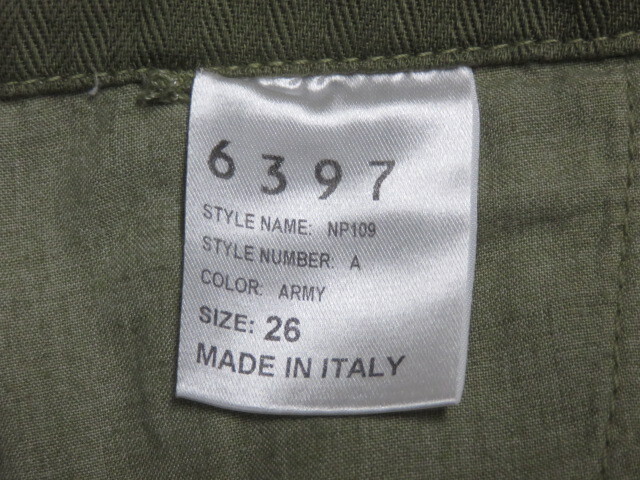 6397
STYLE NAME: NP109
STYLE NUMBER: A
COLOR: ARMY
SIZE: 26
MADE IN ITALY